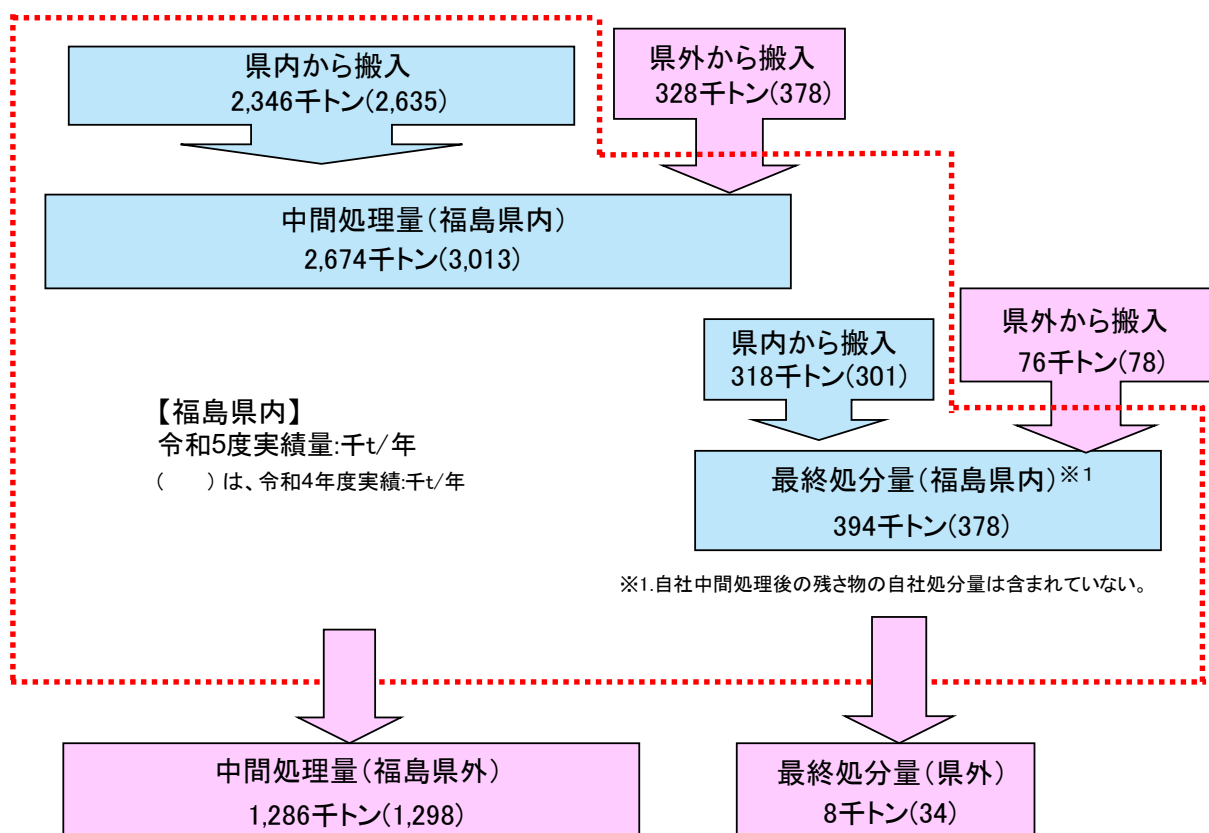 県内から搬入
2,346千トン(2,635)
県外から搬入
328千トン(378)
中間処理量(福島県内)
2,674千トン(3,013)
県内から搬入
318千トン(301)
県外から搬入
76千トン(78)
【福島県内】
令和5度実績量:千t/年
(　　)は、令和4年度実績:千t/年
最終処分量(福島県内)※1
394千トン(378)
※1.自社中間処理後の残さ物の自社処分量は含まれていない。
中間処理量(福島県外)
1,286千トン(1,298)
最終処分量(県外)
8千トン(34)